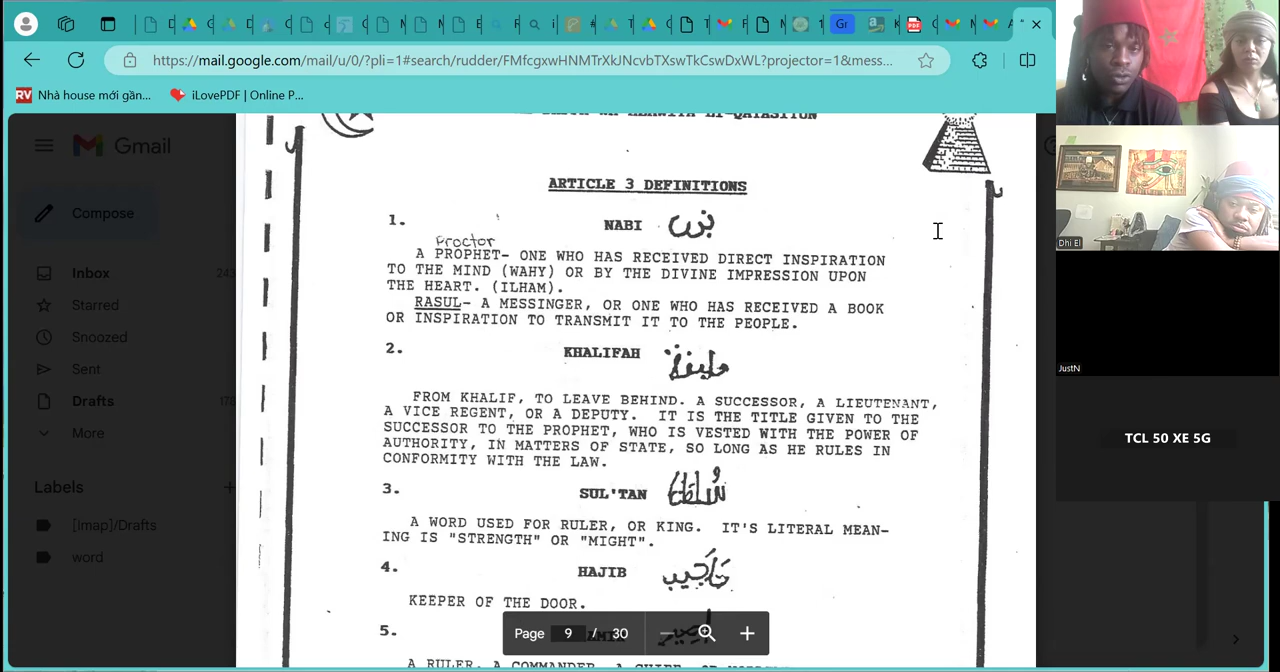 https://mail.google.com/mail/u/0/?pli=1#search/rudder/FMfcgxwHNMTrXkJNcvbTXswTkCswDxWL?projector=1&mess...
Nhà house mới gần...
iLovePDF | Online P...
Gmail
Compose
Inbox
243
Starred
Snoozed
Sent
Drafts
178
More
Labels
[Imap]/Drafts
word
ARTICLE 3 DEFINITIONS
1.
NABI
Proctor
A PROPHET- ONE WHO HAS RECEIVED DIRECT INSPIRATION
TO THE MIND (WAHY) OR BY THE DIVINE IMPRESSION UPON
THE HEART. (ILHAM).
RASUL- A MESSINGER, OR ONE WHO HAS RECEIVED A BOOK
OR INSPIRATION TO TRANSMIT IT TO THE PEOPLE.
2.
KHALIFAH
FROM KHALIF, TO LEAVE BEHIND. A SUCCESSOR, A LIEUTENANT,
A VICE REGENT, OR A DEPUTY. IT IS THE TITLE GIVEN TO THE
SUCCESSOR TO THE PROPHET, WHO IS VESTED WITH THE POWER OF
AUTHORITY, IN MATTERS OF STATE, SO LONG AS HE RULES IN
CONFORMITY WITH THE LAW.
3.
SUL'TAN
A WORD USED FOR RULER, OR KING. IT'S LITERAL MEAN-
ING IS "STRENGTH" OR "MIGHT".
4.
HAJIB
KEEPER OF THE DOOR.
5.
A RULER, A COMMANDER, A CHIEF,
Page 9 / 30
Dhi El
JustN
TCL 50 XE 5G